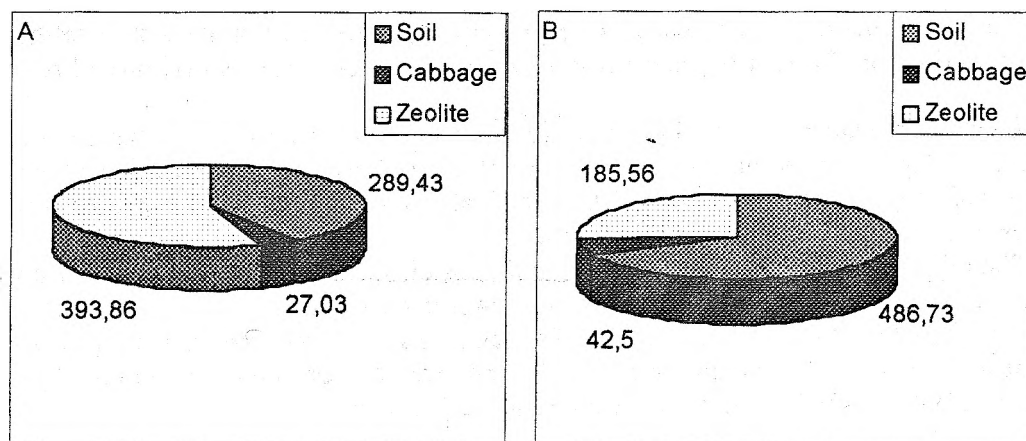 A
Soil
Cabbage
Zeolite
289,43
27,03
393,86
B
Soil
Cabbage
Zeolite
185,56
486,73
42,5